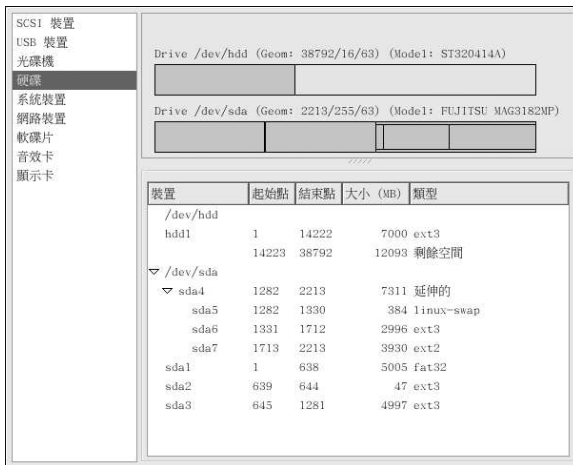 SCSI 裝置
USB 裝置
光碟機
硬碟
系統裝置
網路裝置
軟碟片
音效卡
顯示卡
Drive /dev/hdd (Geom: 38792/16/63) (Model: ST320414A)
Drive /dev/sda (Geom: 2213/255/63) (Model: FUJITSU MAG3182MP)
裝置 起始點 結束點 大小 (MB) 類型
/dev/hdd
hdd1 1 14222 7000 ext3
14223 38792 12093 剩餘空間
/dev/sda
sda4 1282 2213 7311 延伸的
sda5 1282 1330 384 linux-swap
sda6 1331 1712 2996 ext3
sda7 1713 2213 3930 ext2
sda1 1 638 5005 fat32
sda2 639 644 47 ext3
sda3 645 1281 4997 ext3